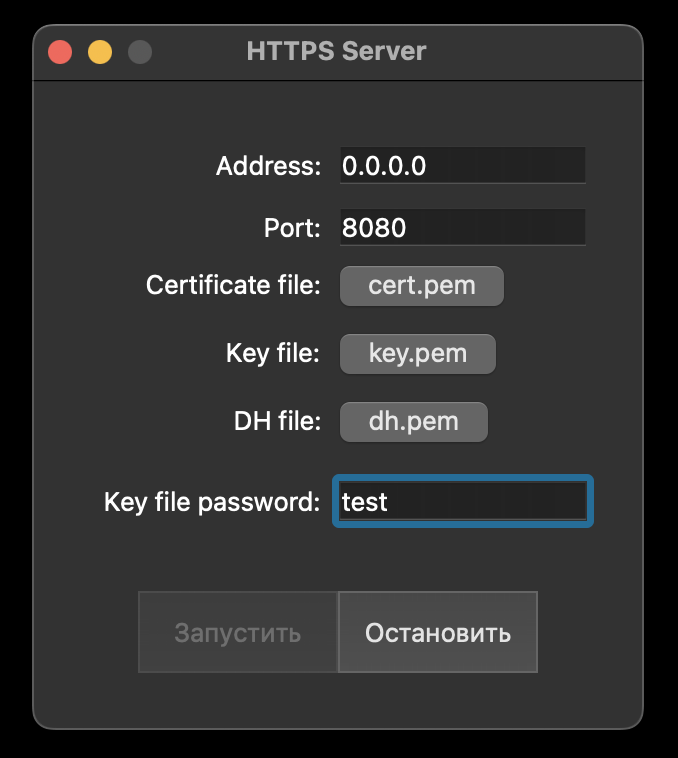 HTTPS Server
Address: 0.0.0.0
Port: 8080
Certificate file: cert.pem
Key file: key.pem
DH file: dh.pem
Key file password: test
Запустить Остановить